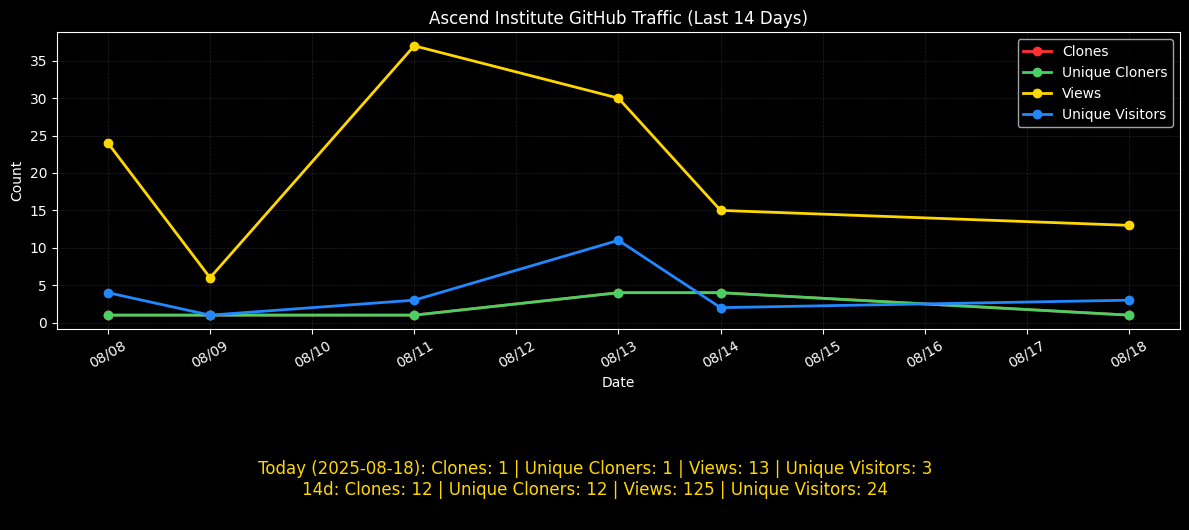 Ascend Institute GitHub Traffic (Last 14 Days)
Clones
Unique Cloners
Views
Unique Visitors
Count
35
30
25
20
15
10
5
0
08/08
08/09
08/10
08/11
08/12
08/13
08/14
08/15
08/16
08/17
08/18
Date
Today (2025-08-18): Clones: 1 | Unique Cloners: 1 | Views: 13 | Unique Visitors: 3
14d: Clones: 12 | Unique Cloners: 12 | Views: 125 | Unique Visitors: 24